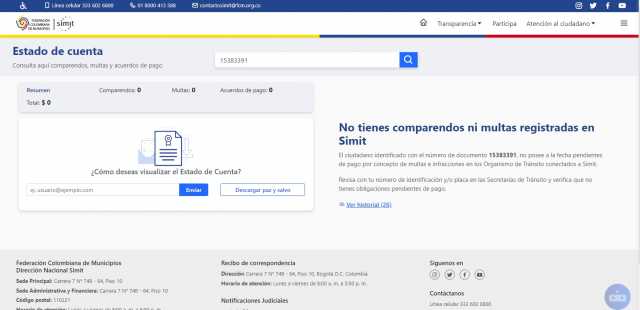 Línea celular 333 602 6888
01 8000 413 588
contactosimit@fcm.org.co
FEDERACIÓN COLOMBIANA DE MUNICIPIOS
simit
Transparencia
Participa
Atención al ciudadano
Estado de cuenta
Consulta aquí comparendos, multas y acuerdos de pago.
15383391
Resumen
Comparendos: 0
Multas: 0
Acuerdos de pago: 0
Total: $ 0
¿Cómo deseas visualizar el Estado de Cuenta?
ej. usuario@ejemplo.com
Enviar
Descargar paz y salvo
No tienes comparendos ni multas registradas en
Simit
El ciudadano identificado con el número de documento 15383391, no posee a la fecha pendientes
de pago por concepto de multas e infracciones en los Organismo de Tránsito conectados a Simit.
Revisa con tu número de identificación y/o placa en las Secretarías de Tránsito y verifica que no
tienes obligaciones pendientes de pago.
Ver historial (26)
Federación Colombiana de Municipios
Dirección Nacional Simit
Sede Principal: Carrera 7 N° 74B - 64, Piso 10
Sede Administrativa y Financiera: Carrera 7 N° 74B - 64, Piso
Código postal: 110221
Recibo de correspondencia
Dirección Carrera 7 N° 74B - 64, Piso 10, Bogotá D.C. Colombia
Horario de atención: Lunes a viernes de 8:00 a. m. a 5:00 p. m.
Notificaciones Judiciales
Síguenos en
Contáctanos
Línea celular 333 602 6888